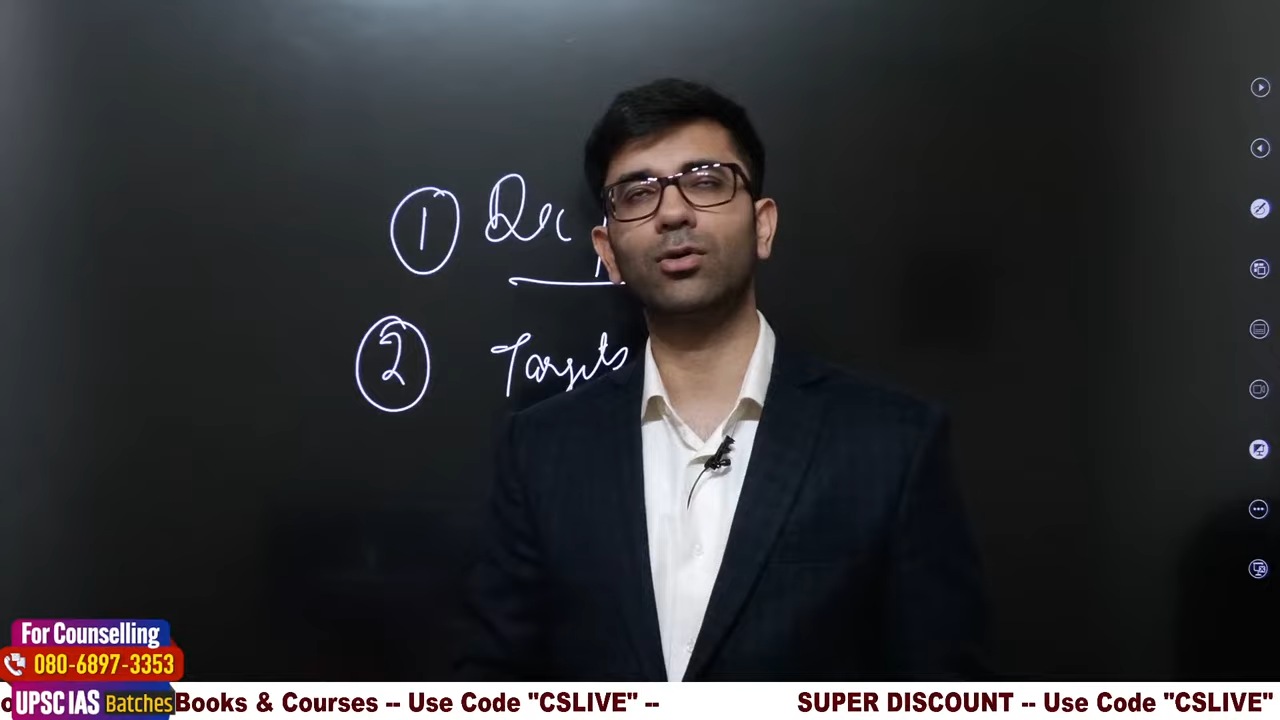 1
2 Targets
For Counselling
080-6897-3353
UPSC IAS Batches
Books & Courses -- Use Code "CSLIVE" -- SUPER DISCOUNT -- Use Code "CSLIVE"